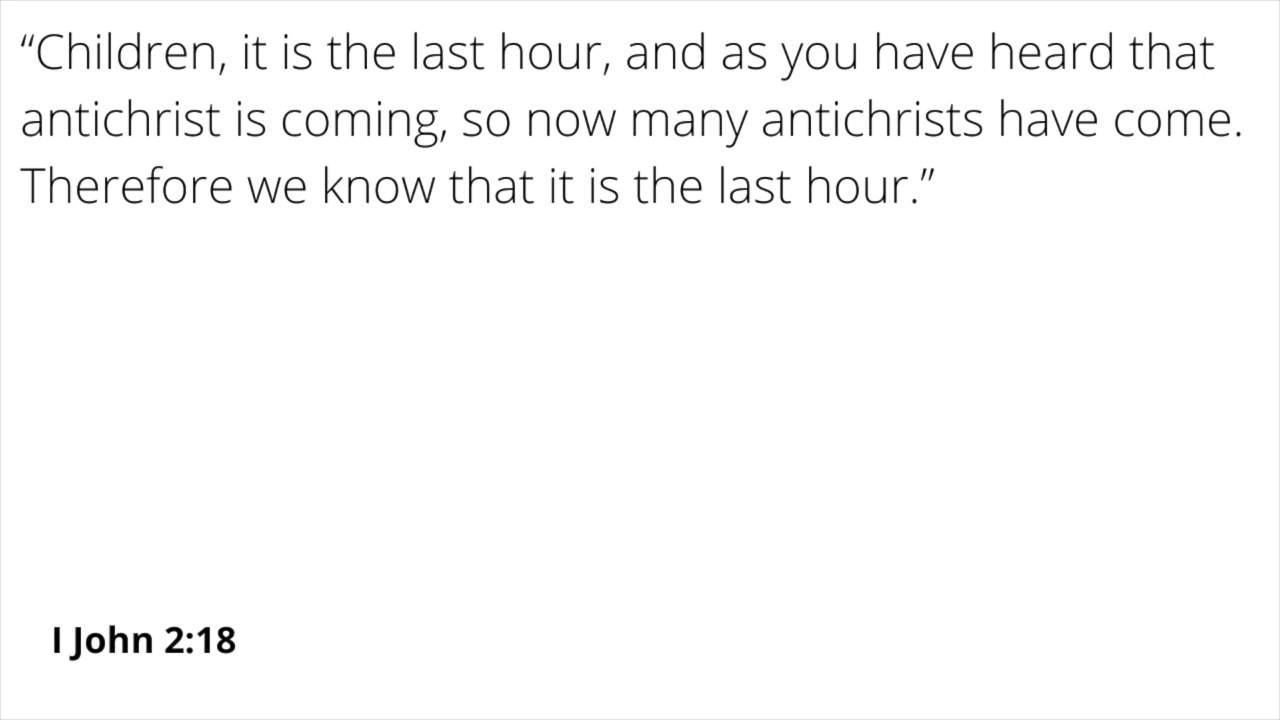 “Children, it is the last hour, and as you have heard that
antichrist is coming, so now many antichrists have come.
Therefore we know that it is the last hour.”
I John 2:18